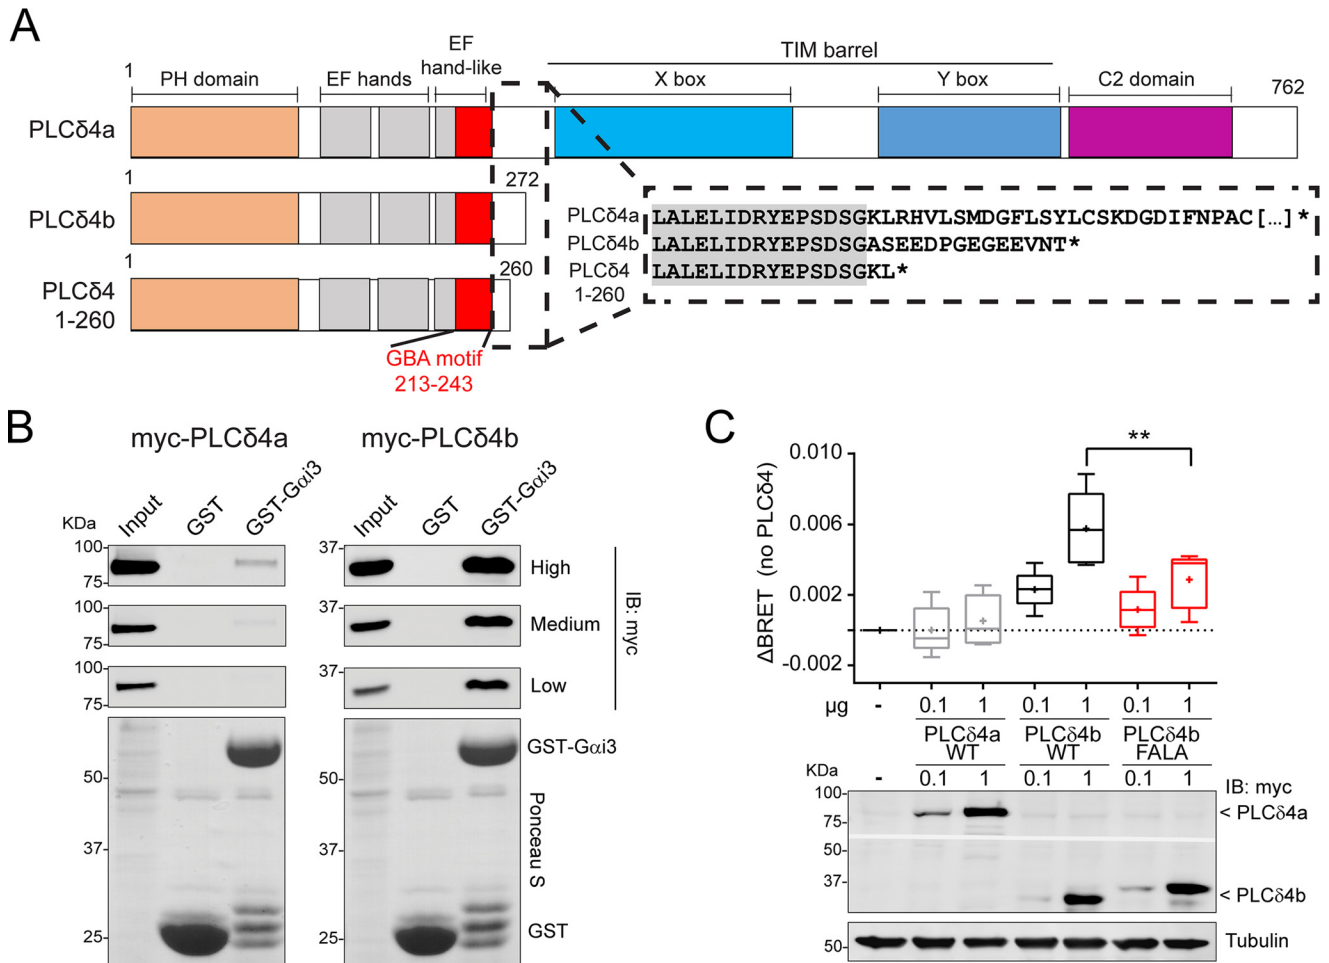 A
EF
hand-like
TIM barrel
1
PH domain
EF hands
X box
Y box
C2 domain
762
PLCδ4a
1
272
PLCδ4b
1
260
PLCδ4
1-260
GBA motif
213-243
PLCδ4a LALELIDRYEPSDSGKLRHVLSMDGFLSYLCSKDGDIFNPAC[...]*
PLCδ4b LALELIDRYEPSDSGASEEDPGEGEEVNT*
PLCδ4 LALELIDRYEPSDSGKL*
1-260
B
myc-PLCδ4a
myc-PLCδ4b
KDa
Input
GST
GST-Gαi3
Input
GST
GST-Gαi3
100-
75-
37-
High
100-
75-
37-
Medium
100-
75-
37-
Low
IB: myc
50-
37-
25-
50-
37-
25-
GST-Gαi3
Ponceau S
GST
C
ΔBRET (no PLCδ4)
0.010
0.006
0.002
-0.002
**
μg - 0.1 1 0.1 1 0.1 1
PLCδ4a
WT
PLCδ4b
WT
PLCδ4b
FALA
KDa - 0.1 1 0.1 1 0.1 1
IB: myc
100-
75-
50-
37-
< PLCδ4a
< PLCδ4b
50-
Tubulin